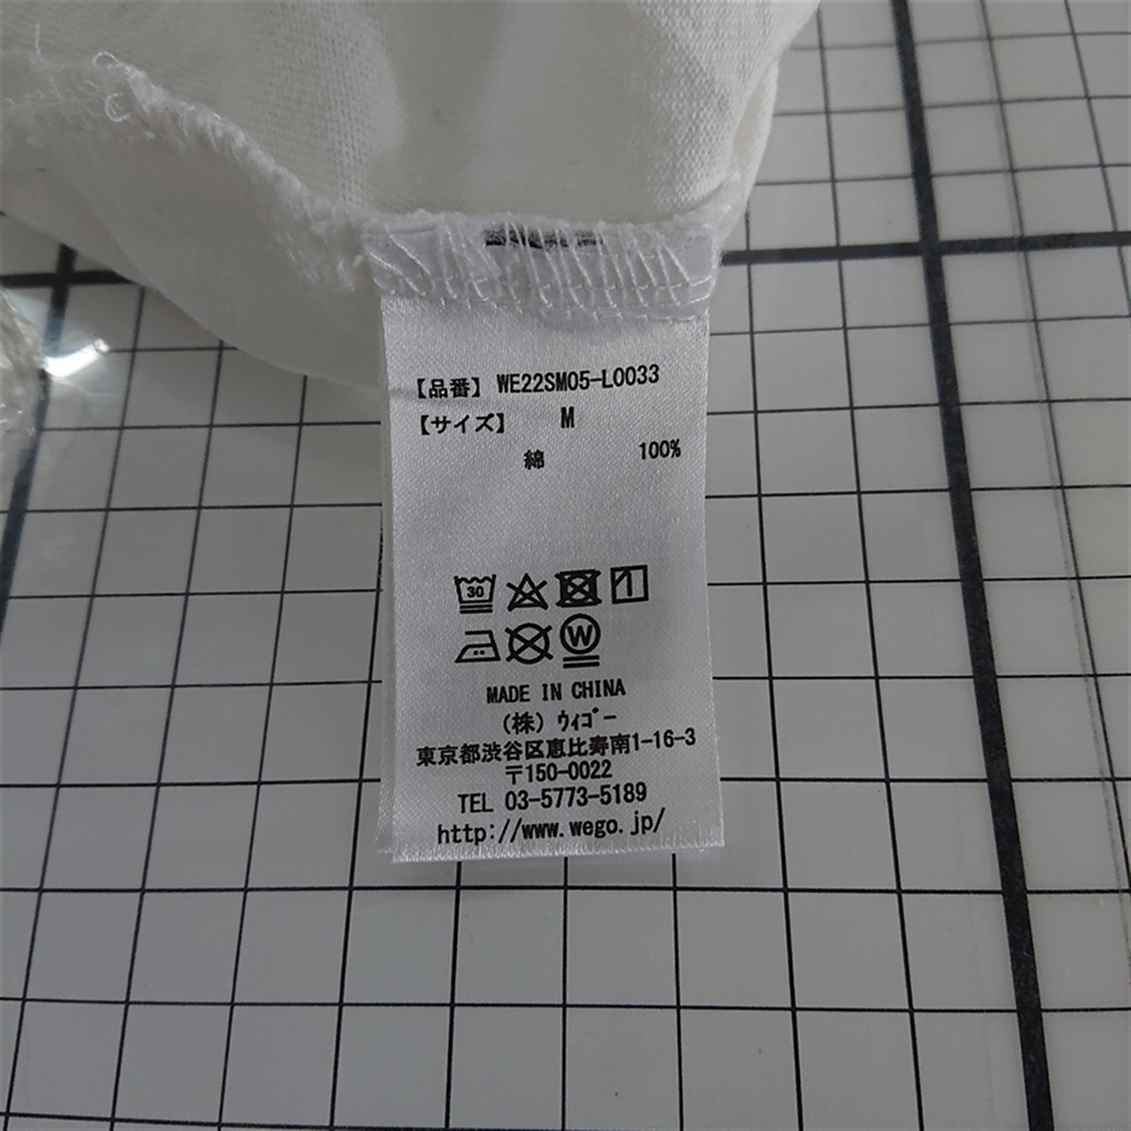 【品番】 WE22SM05-L0033
【サイズ】 M
綿 100%
30
W
MADE IN CHINA
(株) ウィゴー
東京都渋谷区恵比寿南1-16-3
〒150-0022
TEL 03-5773-5189
http://www.wego.jp/